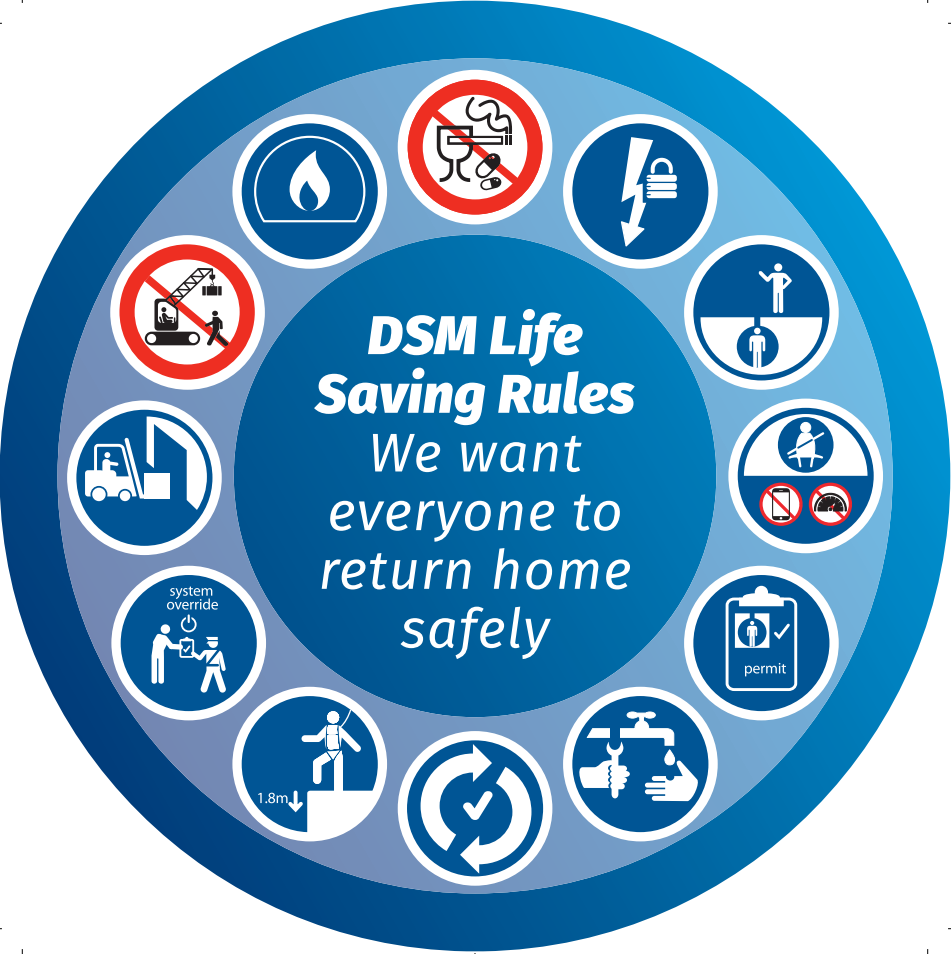 DSM Life
Saving Rules
We want
everyone to
return home
safely
permit
1.8m
system
override